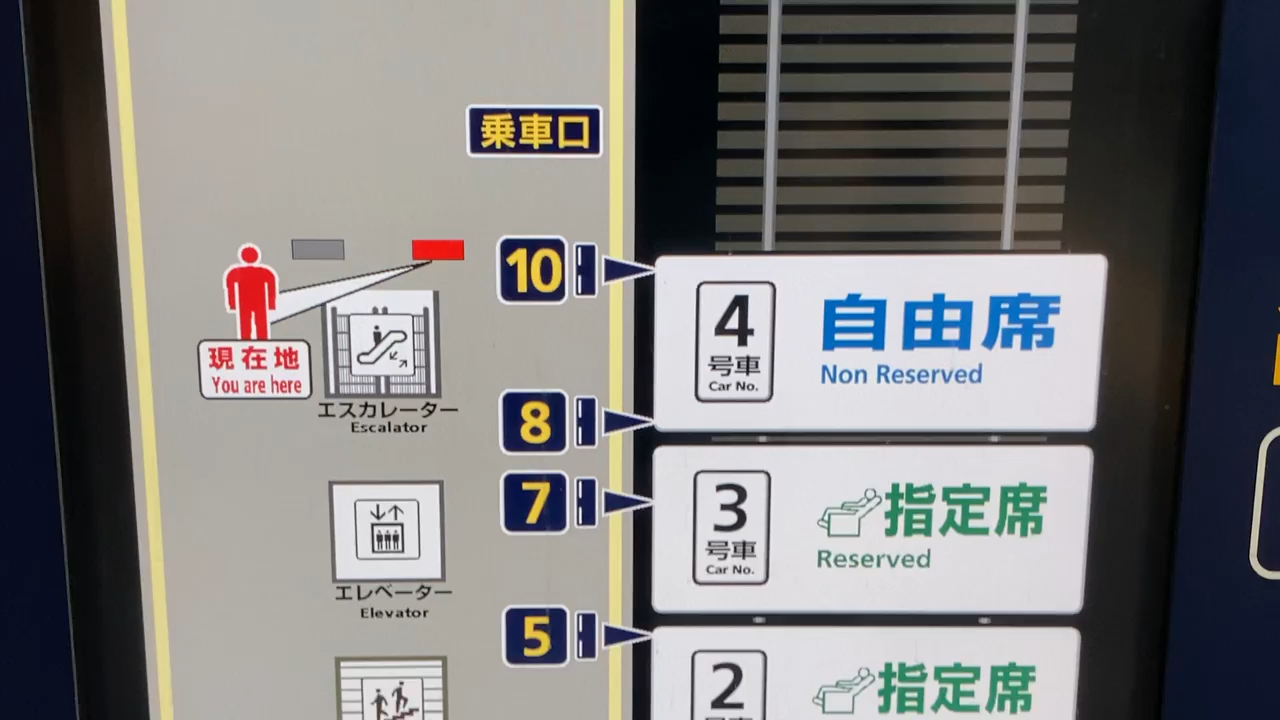 乗車口
10
4
号車
Car No.
自由席
Non Reserved
現在地
You are here
エスカレーター
Escalator
8
7
3
号車
Car No.
指定席
Reserved
エレベーター
Elevator
5
2
指定席